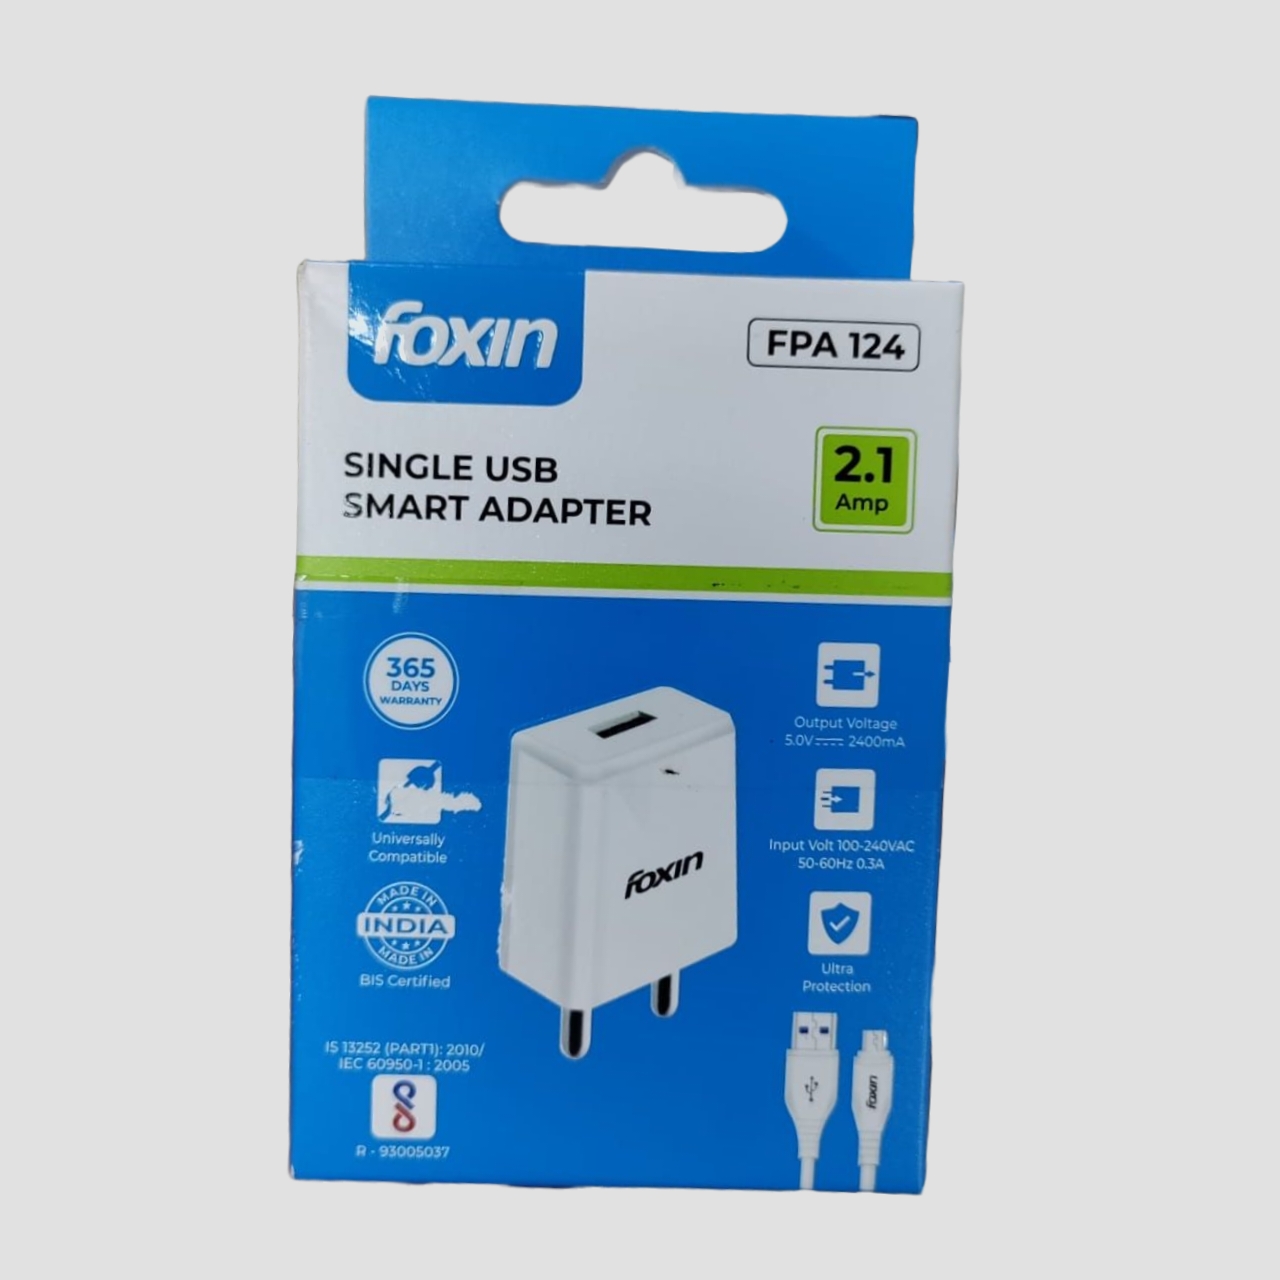 foxin
FPA 124
SINGLE USB
SMART ADAPTER
2.1
Amp
365
DAYS
WARRANTY
Output Voltage
5.0V⎓ 2400mA
Universally
Compatible
Input Volt 100-240VAC
50-60Hz 0.3A
foxin
MADE IN
INDIA
MADE IN
BIS Certified
Ultra
Protection
IS 13252 (PART1): 2010/
IEC 60950-1 : 2005
R - 93005037
foxin